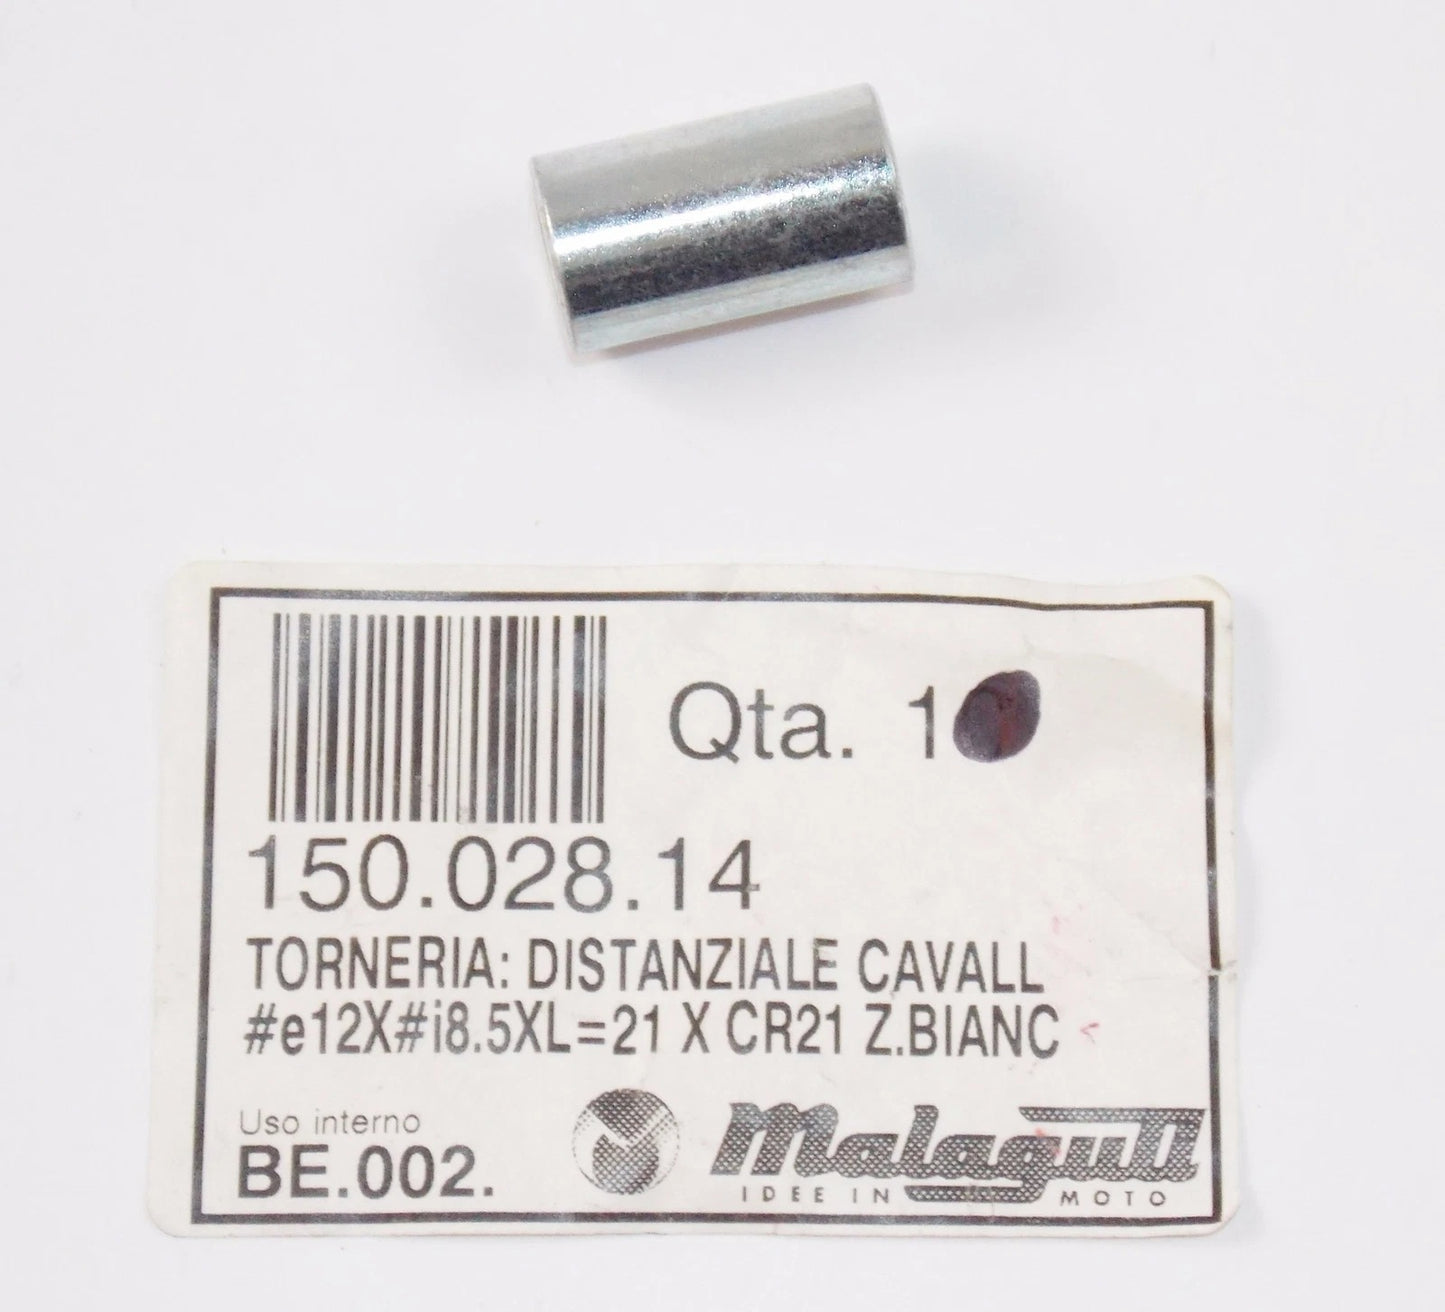 Qta. 1
150.028.14
TORNERIA: DISTANZIALE CAVALL
#e12X#i8.5XL=21 X CR21 Z.BIANC
Uso interno
BE.002.
Malaguti
IDEE IN MOTO